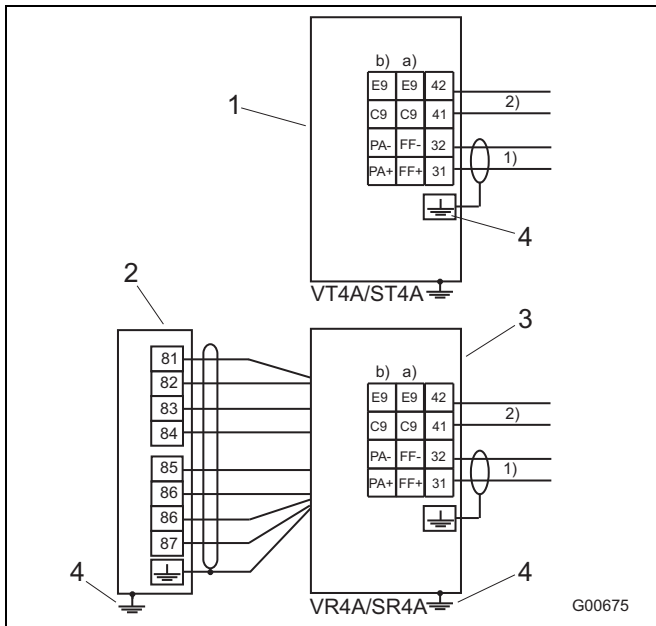 b) a)
E9 E9 42
2)
1
C9 C9 41
PA- FF- 32
1)
PA+ FF+ 31
4
VT4A/ST4A
2
3
81
82
83
84
85
86
86
87
4
b) a)
E9 E9 42
2)
C9 C9 41
PA- FF- 32
1)
PA+ FF+ 31
4
VR4A/SR4A
G00675